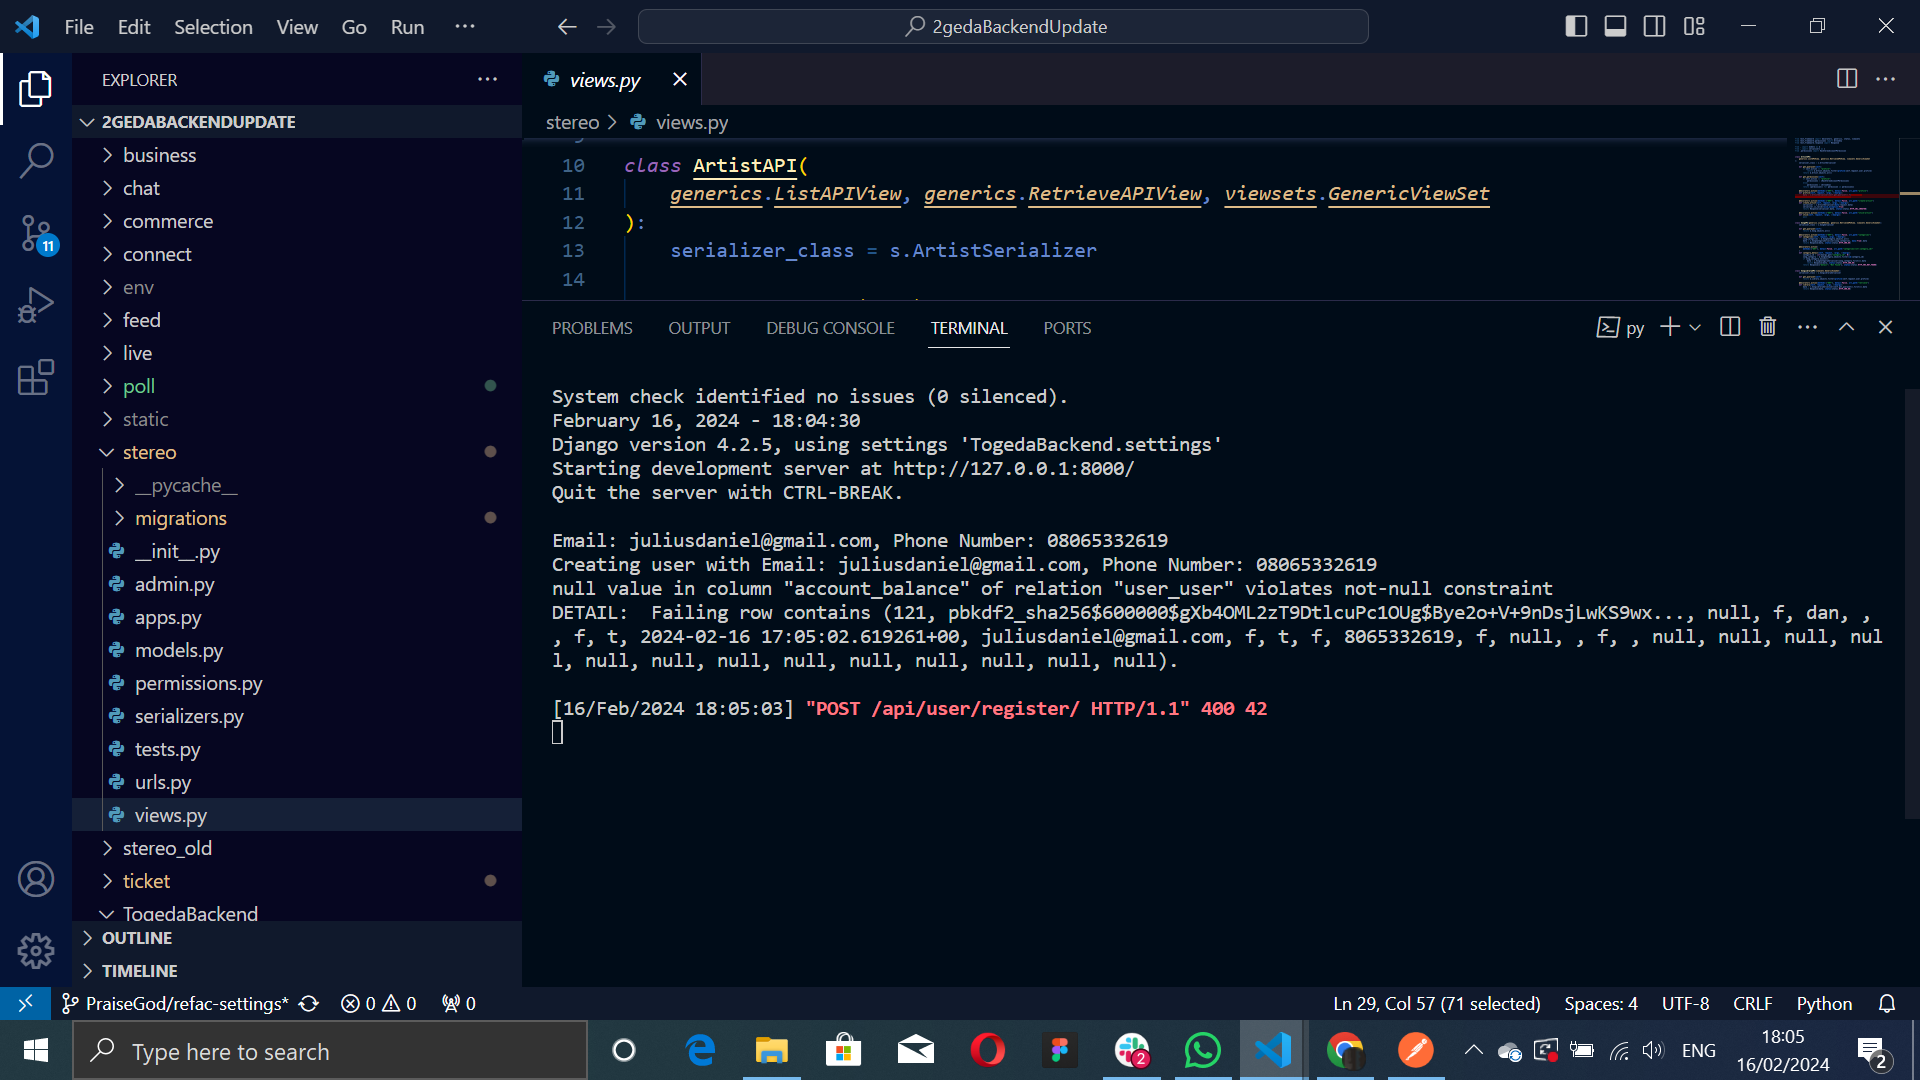 File Edit Selection View Go Run ···
2gedaBackendUpdate
EXPLORER
2GEDABACKENDUPDATE
business
chat
commerce
connect
env
feed
live
poll
static
stereo
__pycache__
migrations
__init__.py
admin.py
apps.py
models.py
permissions.py
serializers.py
tests.py
urls.py
views.py
stereo_old
ticket
TogedaBackend
OUTLINE
TIMELINE
11
views.py
stereo > views.py
10 class ArtistAPI(
11 generics.ListAPIView, generics.RetrieveAPIView, viewsets.GenericViewSet
12 ):
13 serializer_class = s.ArtistSerializer
14
PROBLEMS OUTPUT DEBUG CONSOLE TERMINAL PORTS
py
System check identified no issues (0 silenced).
February 16, 2024 - 18:04:30
Django version 4.2.5, using settings 'TogedaBackend.settings'
Starting development server at http://127.0.0.1:8000/
Quit the server with CTRL-BREAK.
Email: juliusdaniel@gmail.com, Phone Number: 08065332619
Creating user with Email: juliusdaniel@gmail.com, Phone Number: 08065332619
null value in column "account_balance" of relation "user_user" violates not-null constraint
DETAIL:  Failing row contains (121, pbkdf2_sha256$600000$gXb4OML2zT9DtlcuPc1OUg$Bye2o+V+9nDsjLwKS9wx..., null, f, dan, ,
, f, t, 2024-02-16 17:05:02.619261+00, juliusdaniel@gmail.com, f, t, f, 8065332619, f, null, , f, , null, null, null, nul
l, null, null, null, null, null, null, null, null, null).
[16/Feb/2024 18:05:03] "POST /api/user/register/ HTTP/1.1" 400 42
PraiseGod/refac-settings* 0 0 0
Ln 29, Col 57 (71 selected) Spaces: 4 UTF-8 CRLF Python
Type here to search
2
ENG
18:05
16/02/2024
2